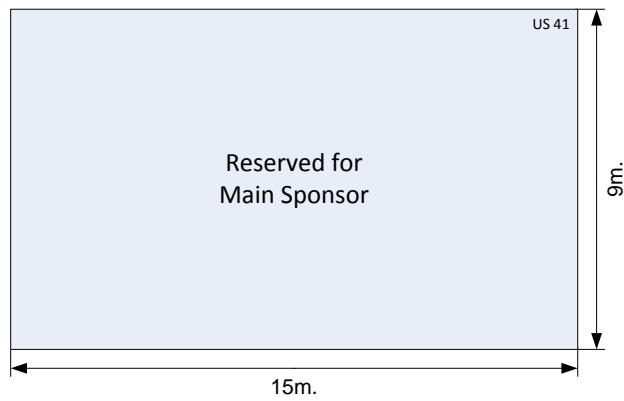 US 41
Reserved for
Main Sponsor
9m.
15m.